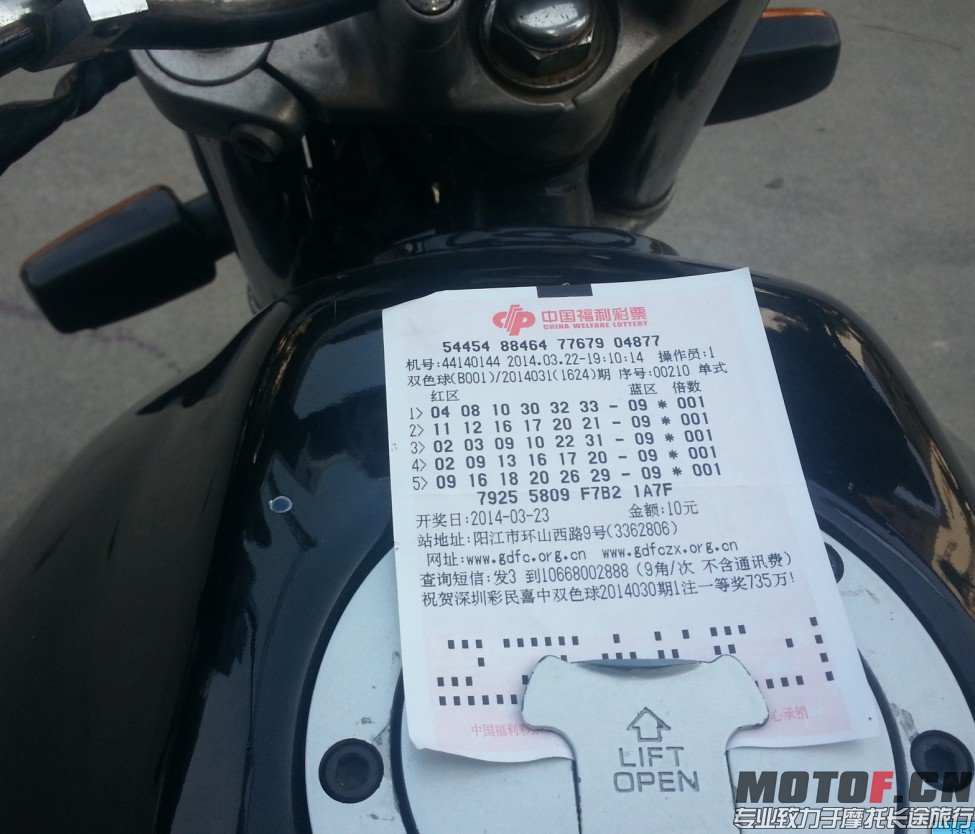 中国福利彩票
CHINA WELFARE LOTTERY
54454 88464 77679 04877
机号:44140144 2014.03.22-19:10:14 操作员:1
双色球(B001)/2014031(1624)期 序号:00210 单式
红区 蓝区 倍数
1> 04 08 10 30 32 33 - 09 * 001
2> 11 12 16 17 20 21 - 09 * 001
3> 02 03 09 10 22 31 - 09 * 001
4> 02 09 13 16 17 20 - 09 * 001
5> 09 16 18 20 26 29 - 09 * 001
7925 5809 F7B2 1A7F
开奖日:2014-03-23 金额:10元
站地址:阳江市环山西路9号(3362806)
网址:www.gdfc.org.cn www.gdfczx.org.cn
查询短信:发3 到10668002888 (9角/次 不含通讯费)
祝贺深圳彩民喜中双色球2014030期1注一等奖735万!
中国福利彩 心承销
LIFT
OPEN
MOTOF.CN
专业致力于摩托长途旅行